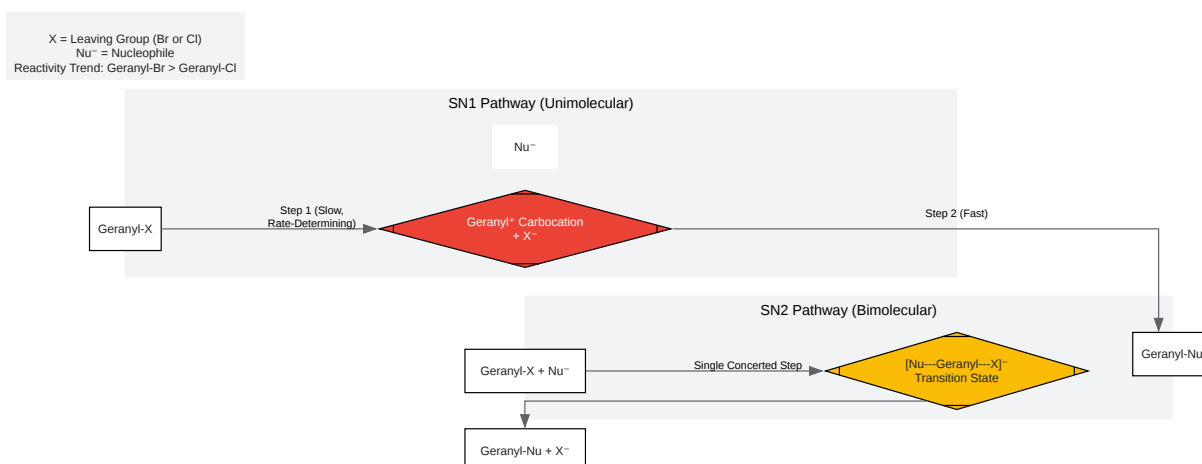 X = Leaving Group (Br or Cl)
Nu⁻ = Nucleophile
Reactivity Trend: Geranyl-Br > Geranyl-Cl
SN1 Pathway (Unimolecular)
Nu⁻
Geranyl-X
Step 1 (Slow,
Rate-Determining)
Geranyl⁺ Carbocation
+ X⁻
Step 2 (Fast)
SN2 Pathway (Bimolecular)
Geranyl-X + Nu⁻
Single Concerted Step
[Nu---Geranyl---X]⁻
Transition State
Geranyl-Nu
Geranyl-Nu + X⁻